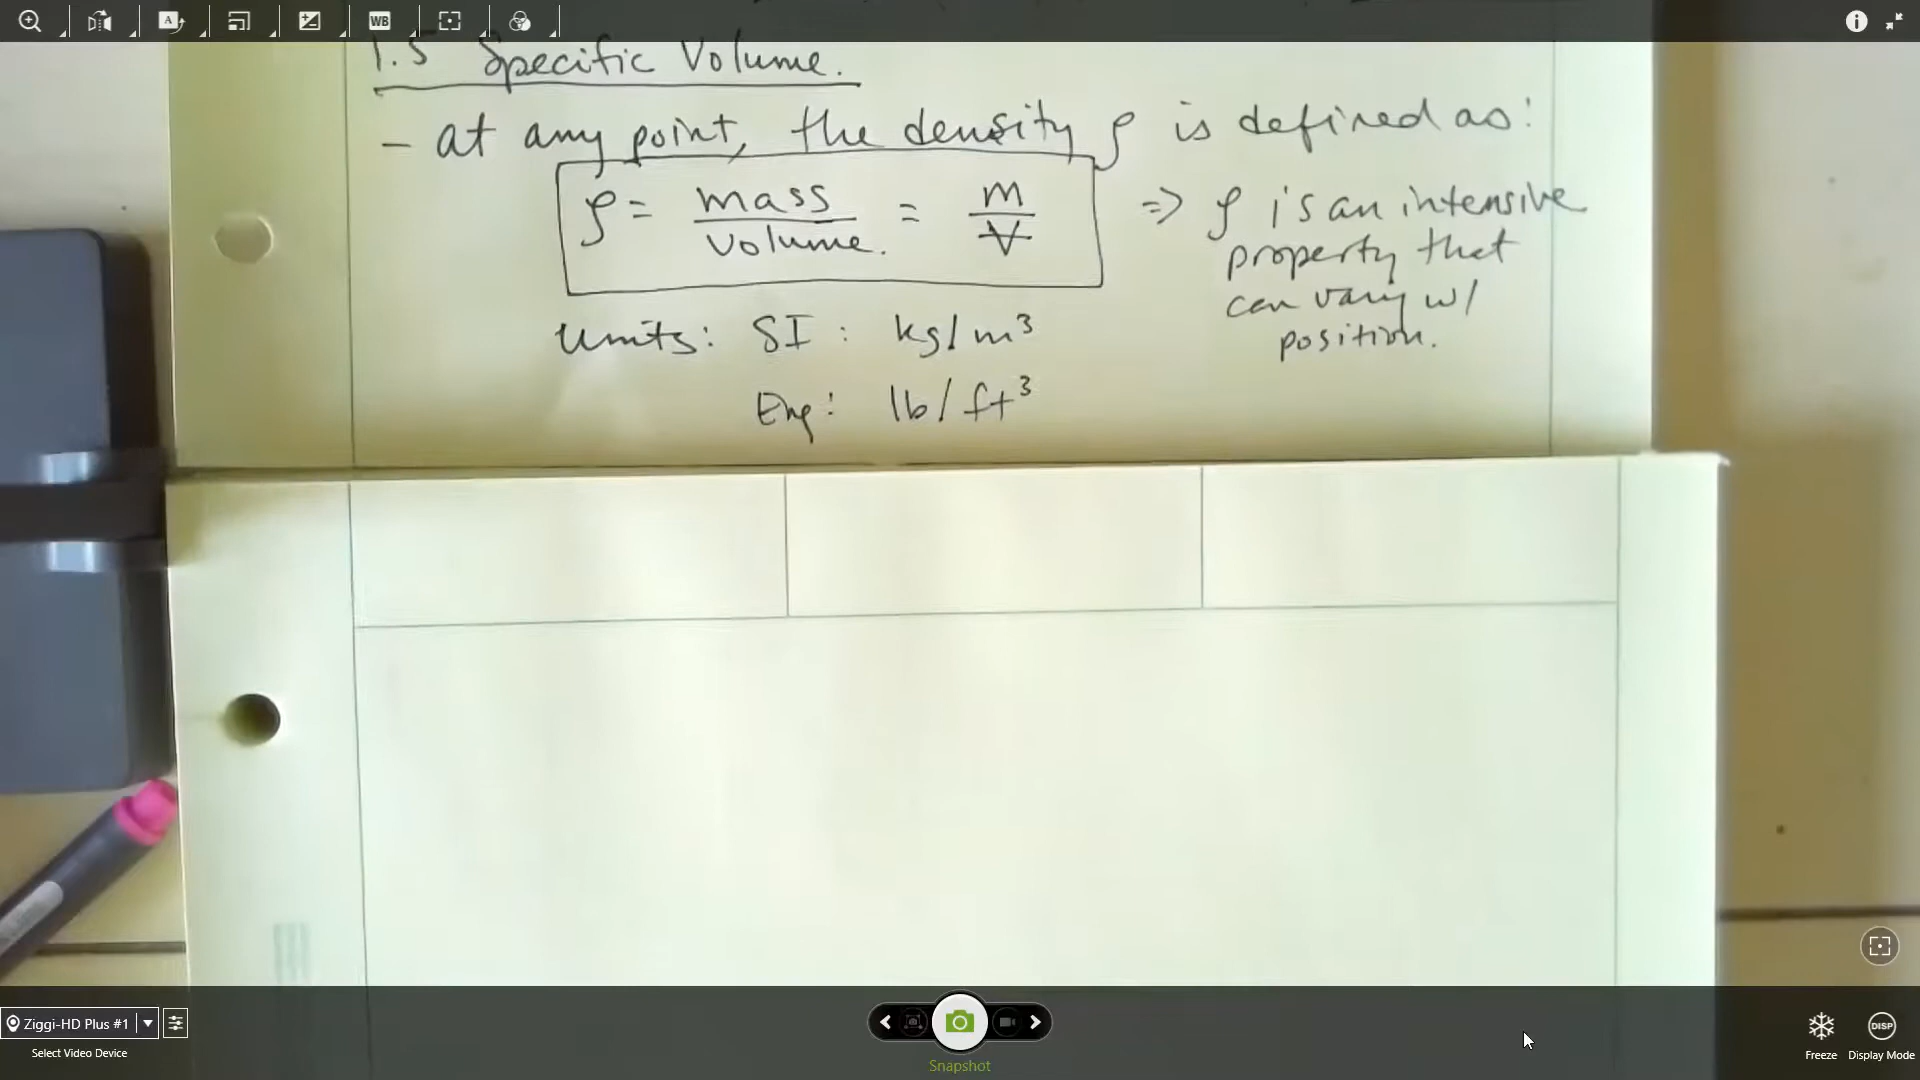 WB
1.5 Specific Volume.
- at any point, the density ρ is defined as:
ρ = mass / volume. = m / V
⇒ ρ is an intensive
property that
can vary w/
position.
Units: SI: kg/m³
Eng: lb/ft³
Ziggi-HD Plus #1
Select Video Device
Snapshot
Freeze
DISP
Display Mode